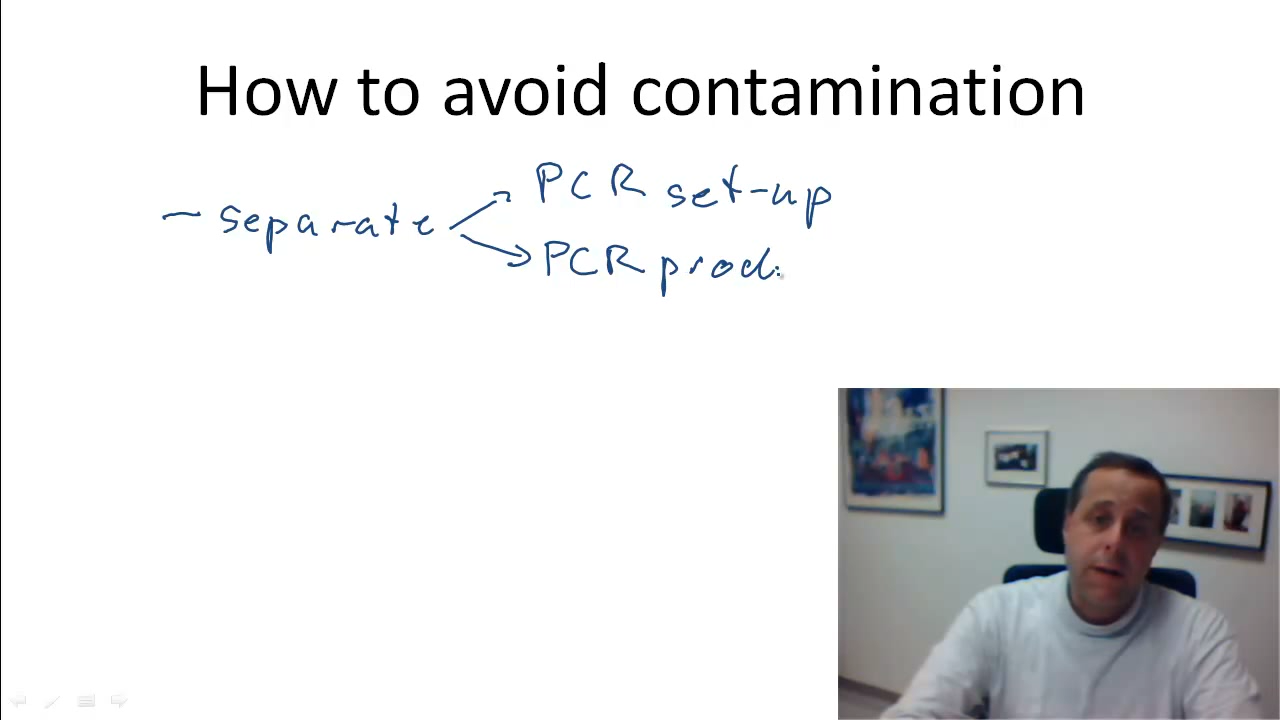 How to avoid contamination
~ separate
PCR set-up
PCR prod